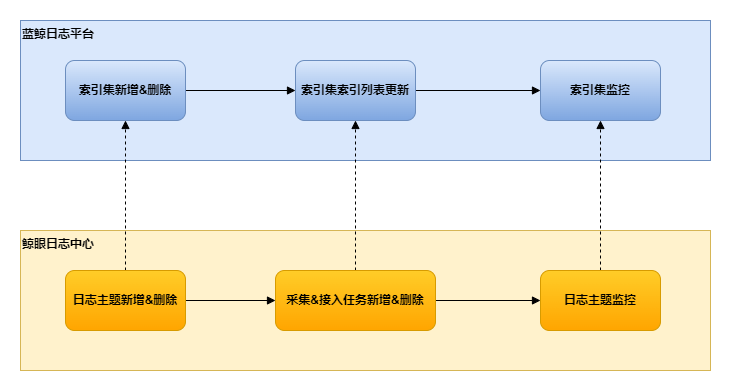 蓝鲸日志平台
索引集新增&删除
索引集索引列表更新
索引集监控
鲸眼日志中心
日志主题新增&删除
采集&接入任务新增&删除
日志主题监控